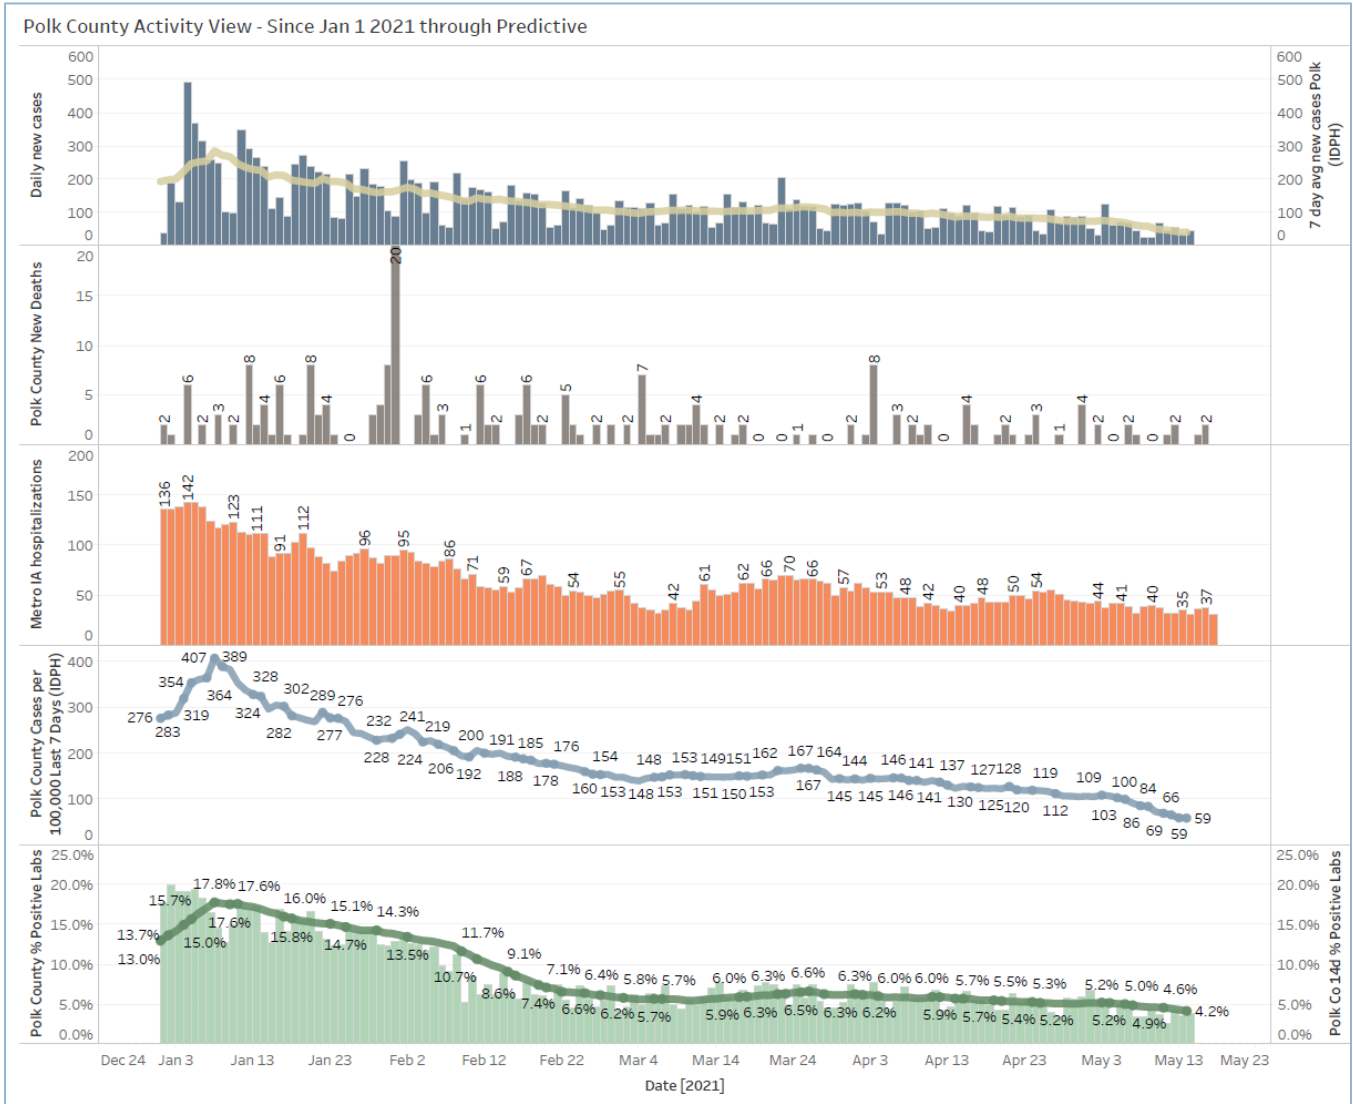 Polk County Activity View - Since Jan 1 2021 through Predictive
Daily new cases
600
500
400
300
200
100
0
600
500
400
300
200
100
0
7 day avg new cases Polk
(IDPH)
Polk County New Deaths
20
15
10
5
0
2 6 2 3 2 8 4 6 8 4 0 20 6 3 1 6 2 6 2 5 2 2 7 2 4 2 2 0 0 1 0 2 8 3 2 0 4 2 3 1 4 2 0 2 0 2 2
Metro IA hospitalizations
200
150
100
50
0
136 142 123 111 91 112 96 95 86 71 59 67 54 55 42 61 62 66 70 66 57 53 48 42 40 48 50 54 44 41 40 35 37
Polk County Cases per
100,000 Last 7 Days (IDPH)
400
300
200
100
0
407 389
354 328
364 302 289 276
276 319 324 232 241
283 282 277 219
228 224 200 191 185 176
206 192 188 178 154 148 153 149 151 162 167 164
160 153 148 153 151 150 153 167 144 146 141 137 127 128 119 109 100
145 145 146 141 130 125 120 112 103 86 84 69 66 59 59
Polk County % Positive Labs
25.0%
20.0%
15.0%
10.0%
5.0%
0.0%
17.8% 17.6%
15.7% 16.0% 15.1% 14.3%
17.6%
13.7% 15.0% 15.8% 14.7% 11.7%
13.0% 13.5% 9.1%
10.7% 7.1% 6.4% 5.8% 5.7% 6.0% 6.3% 6.6% 6.3% 6.0% 6.0% 5.7% 5.5% 5.3% 5.2% 5.0% 4.6%
8.6% 7.4% 6.6% 6.2% 5.7% 5.9% 6.3% 6.5% 6.3% 6.2% 5.9% 5.7% 5.4% 5.2% 5.2% 4.9% 4.2%
25.0%
20.0%
15.0%
10.0%
5.0%
0.0%
Polk Co 14d % Positive Labs
Dec 24 Jan 3 Jan 13 Jan 23 Feb 2 Feb 12 Feb 22 Mar 4 Mar 14 Mar 24 Apr 3 Apr 13 Apr 23 May 3 May 13 May 23
Date [2021]